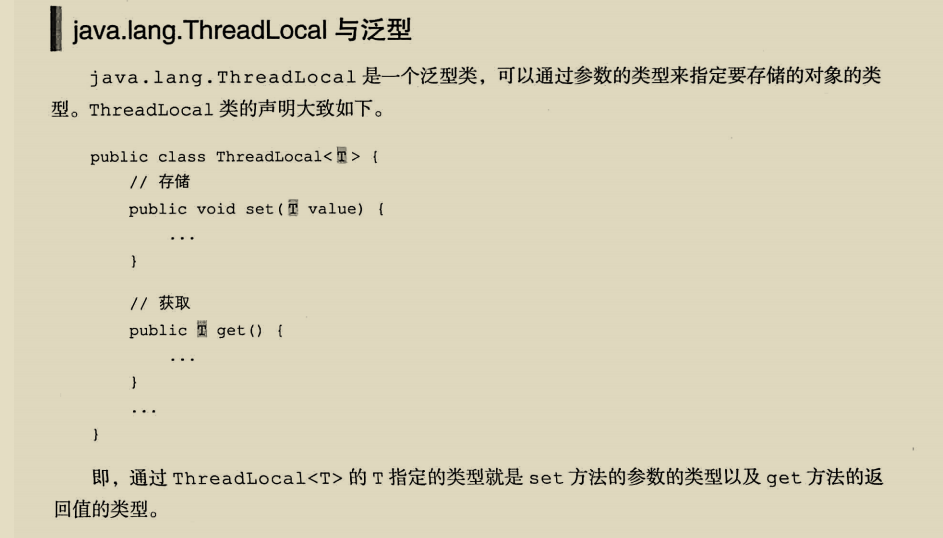 java.lang.ThreadLocal 与泛型
java.lang.ThreadLocal 是一个泛型类，可以通过参数的类型来指定要存储的对象的类
型。ThreadLocal 类的声明大致如下。
public class ThreadLocal<T> {
// 存储
public void set(T value) {
...
}
// 获取
public T get() {
...
}
...
}
即，通过 ThreadLocal<T> 的 T 指定的类型就是 set 方法的参数的类型以及 get 方法的返
回值的类型。